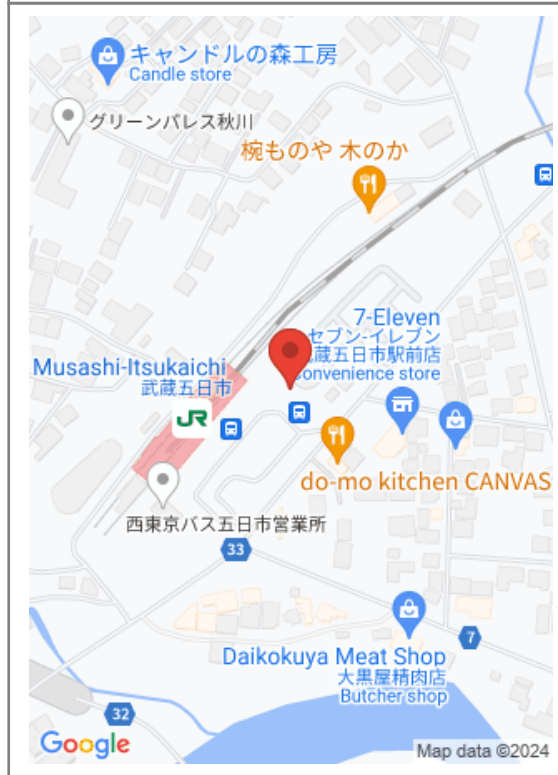 キャンドルの森工房
Candle store
グリーンパレス秋川
椀ものや 木のか
7-Eleven
セブン-イレブン
武蔵五日市駅前店
convenience store
Musashi-Itsukaichi
武蔵五日市
JR
do-mo kitchen CANVAS
西東京バス五日市営業所
33
7
Daikokuya Meat Shop
大黒屋精肉店
Butcher shop
32
Google
Map data ©2024